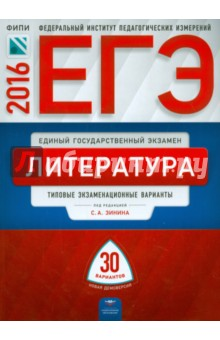 ФИПИ
ФЕДЕРАЛЬНЫЙ ИНСТИТУТ ПЕДАГОГИЧЕСКИХ ИЗМЕРЕНИЙ
2016
ЕГЭ
ЕДИНЫЙ ГОСУДАРСТВЕННЫЙ ЭКЗАМЕН
ЛИТЕРАТУРА
ТИПОВЫЕ ЭКЗАМЕНАЦИОННЫЕ ВАРИАНТЫ
ПОД РЕДАКЦИЕЙ
С. А. ЗИНИНА
30
ВАРИАНТОВ
НОВАЯ ДЕМОВЕРСИЯ